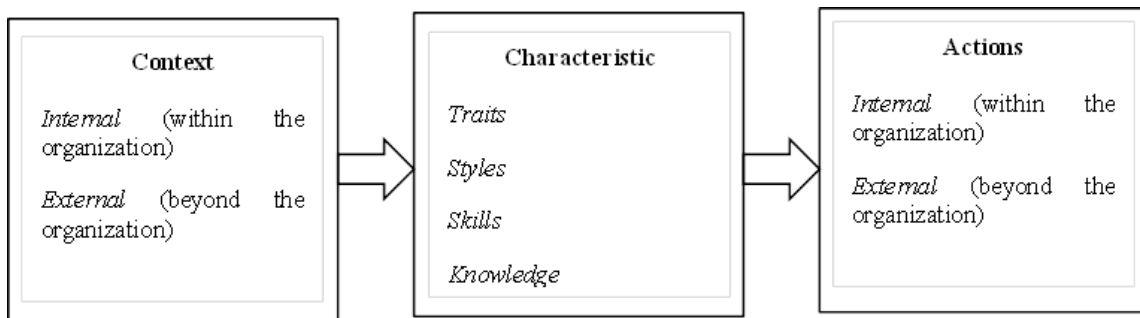 Context
Internal (within the
organization)
External (beyond the
organization)
Characteristic
Traits
Styles
Skills
Knowledge
Actions
Internal (within the
organization)
External (beyond the
organization)